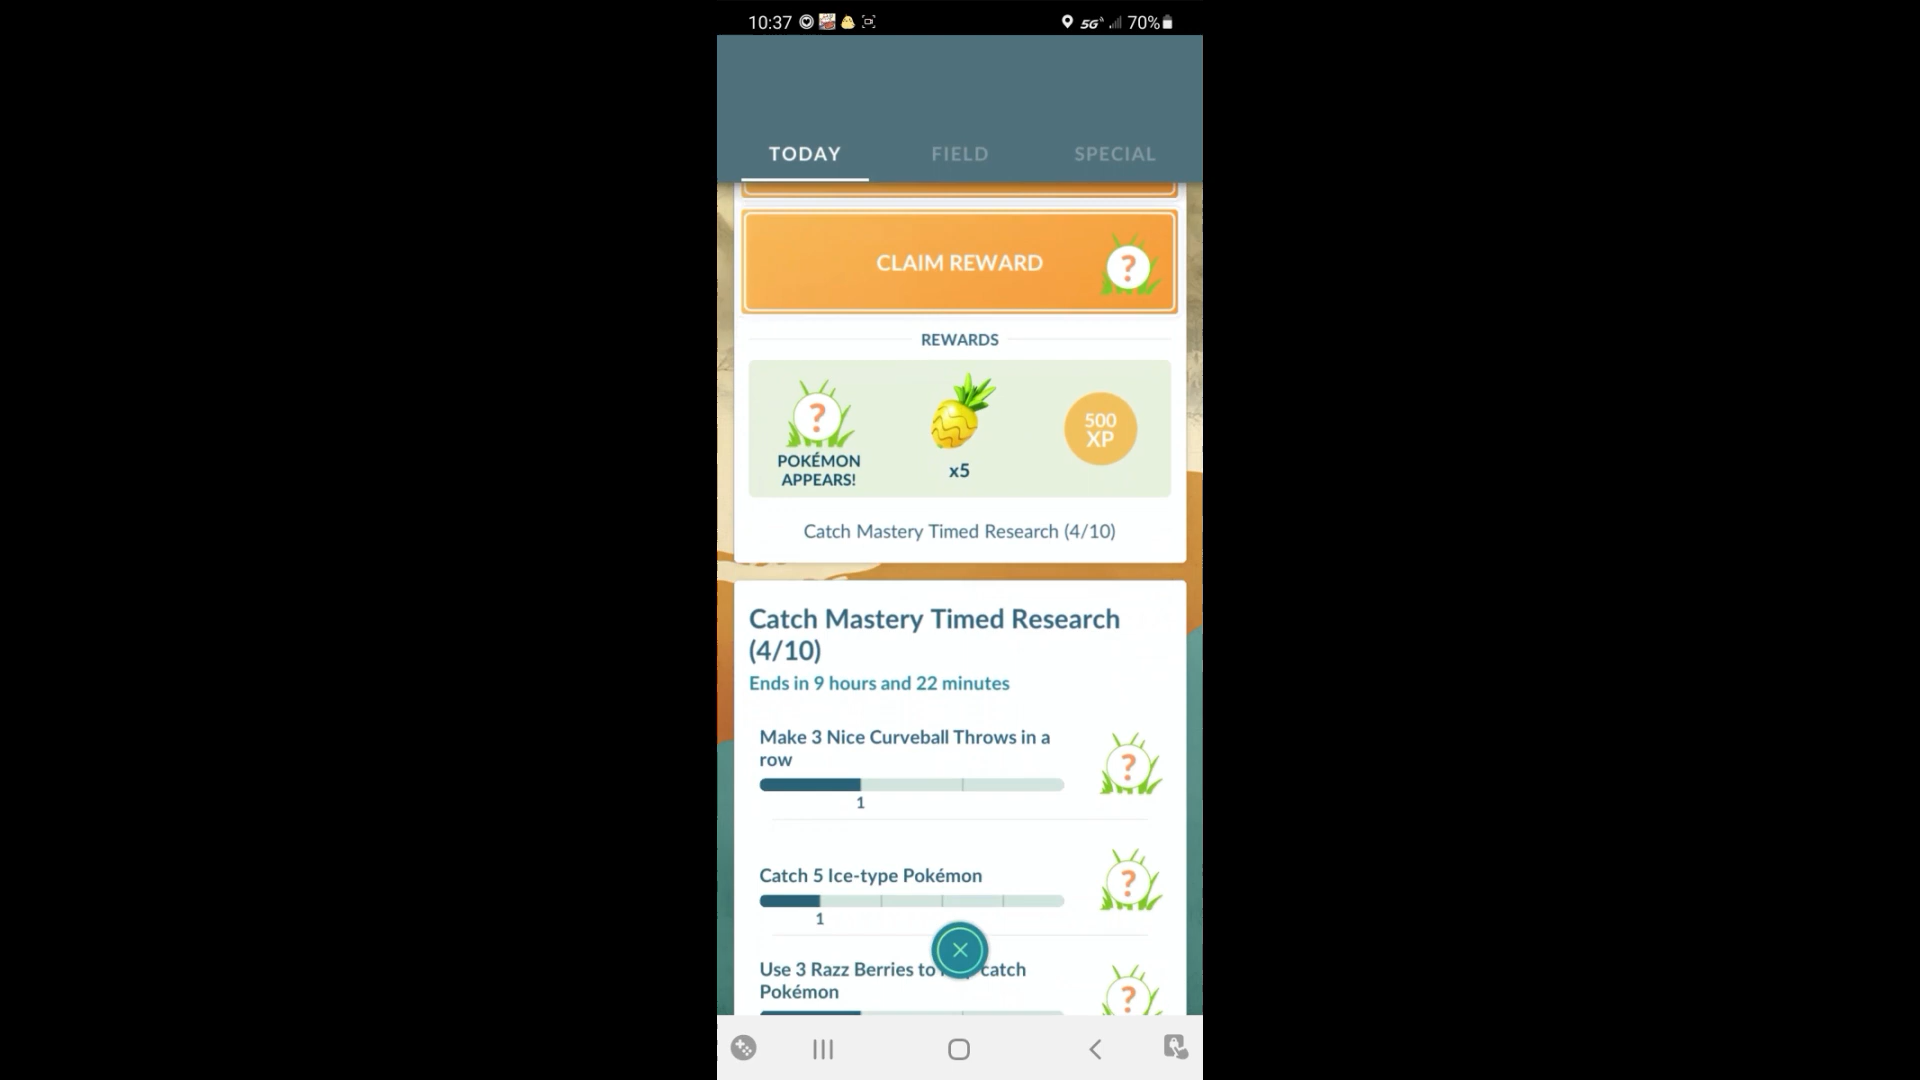 10:37
5G
70%
TODAY
FIELD
SPECIAL
CLAIM REWARD
?
REWARDS
?
POKÉMON
APPEARS!
x5
500
XP
Catch Mastery Timed Research (4/10)
Catch Mastery Timed Research
(4/10)
Ends in 9 hours and 22 minutes
Make 3 Nice Curveball Throws in a
row
?
1
Catch 5 Ice-type Pokémon
?
1
Use 3 Razz Berries to catch
Pokémon
?